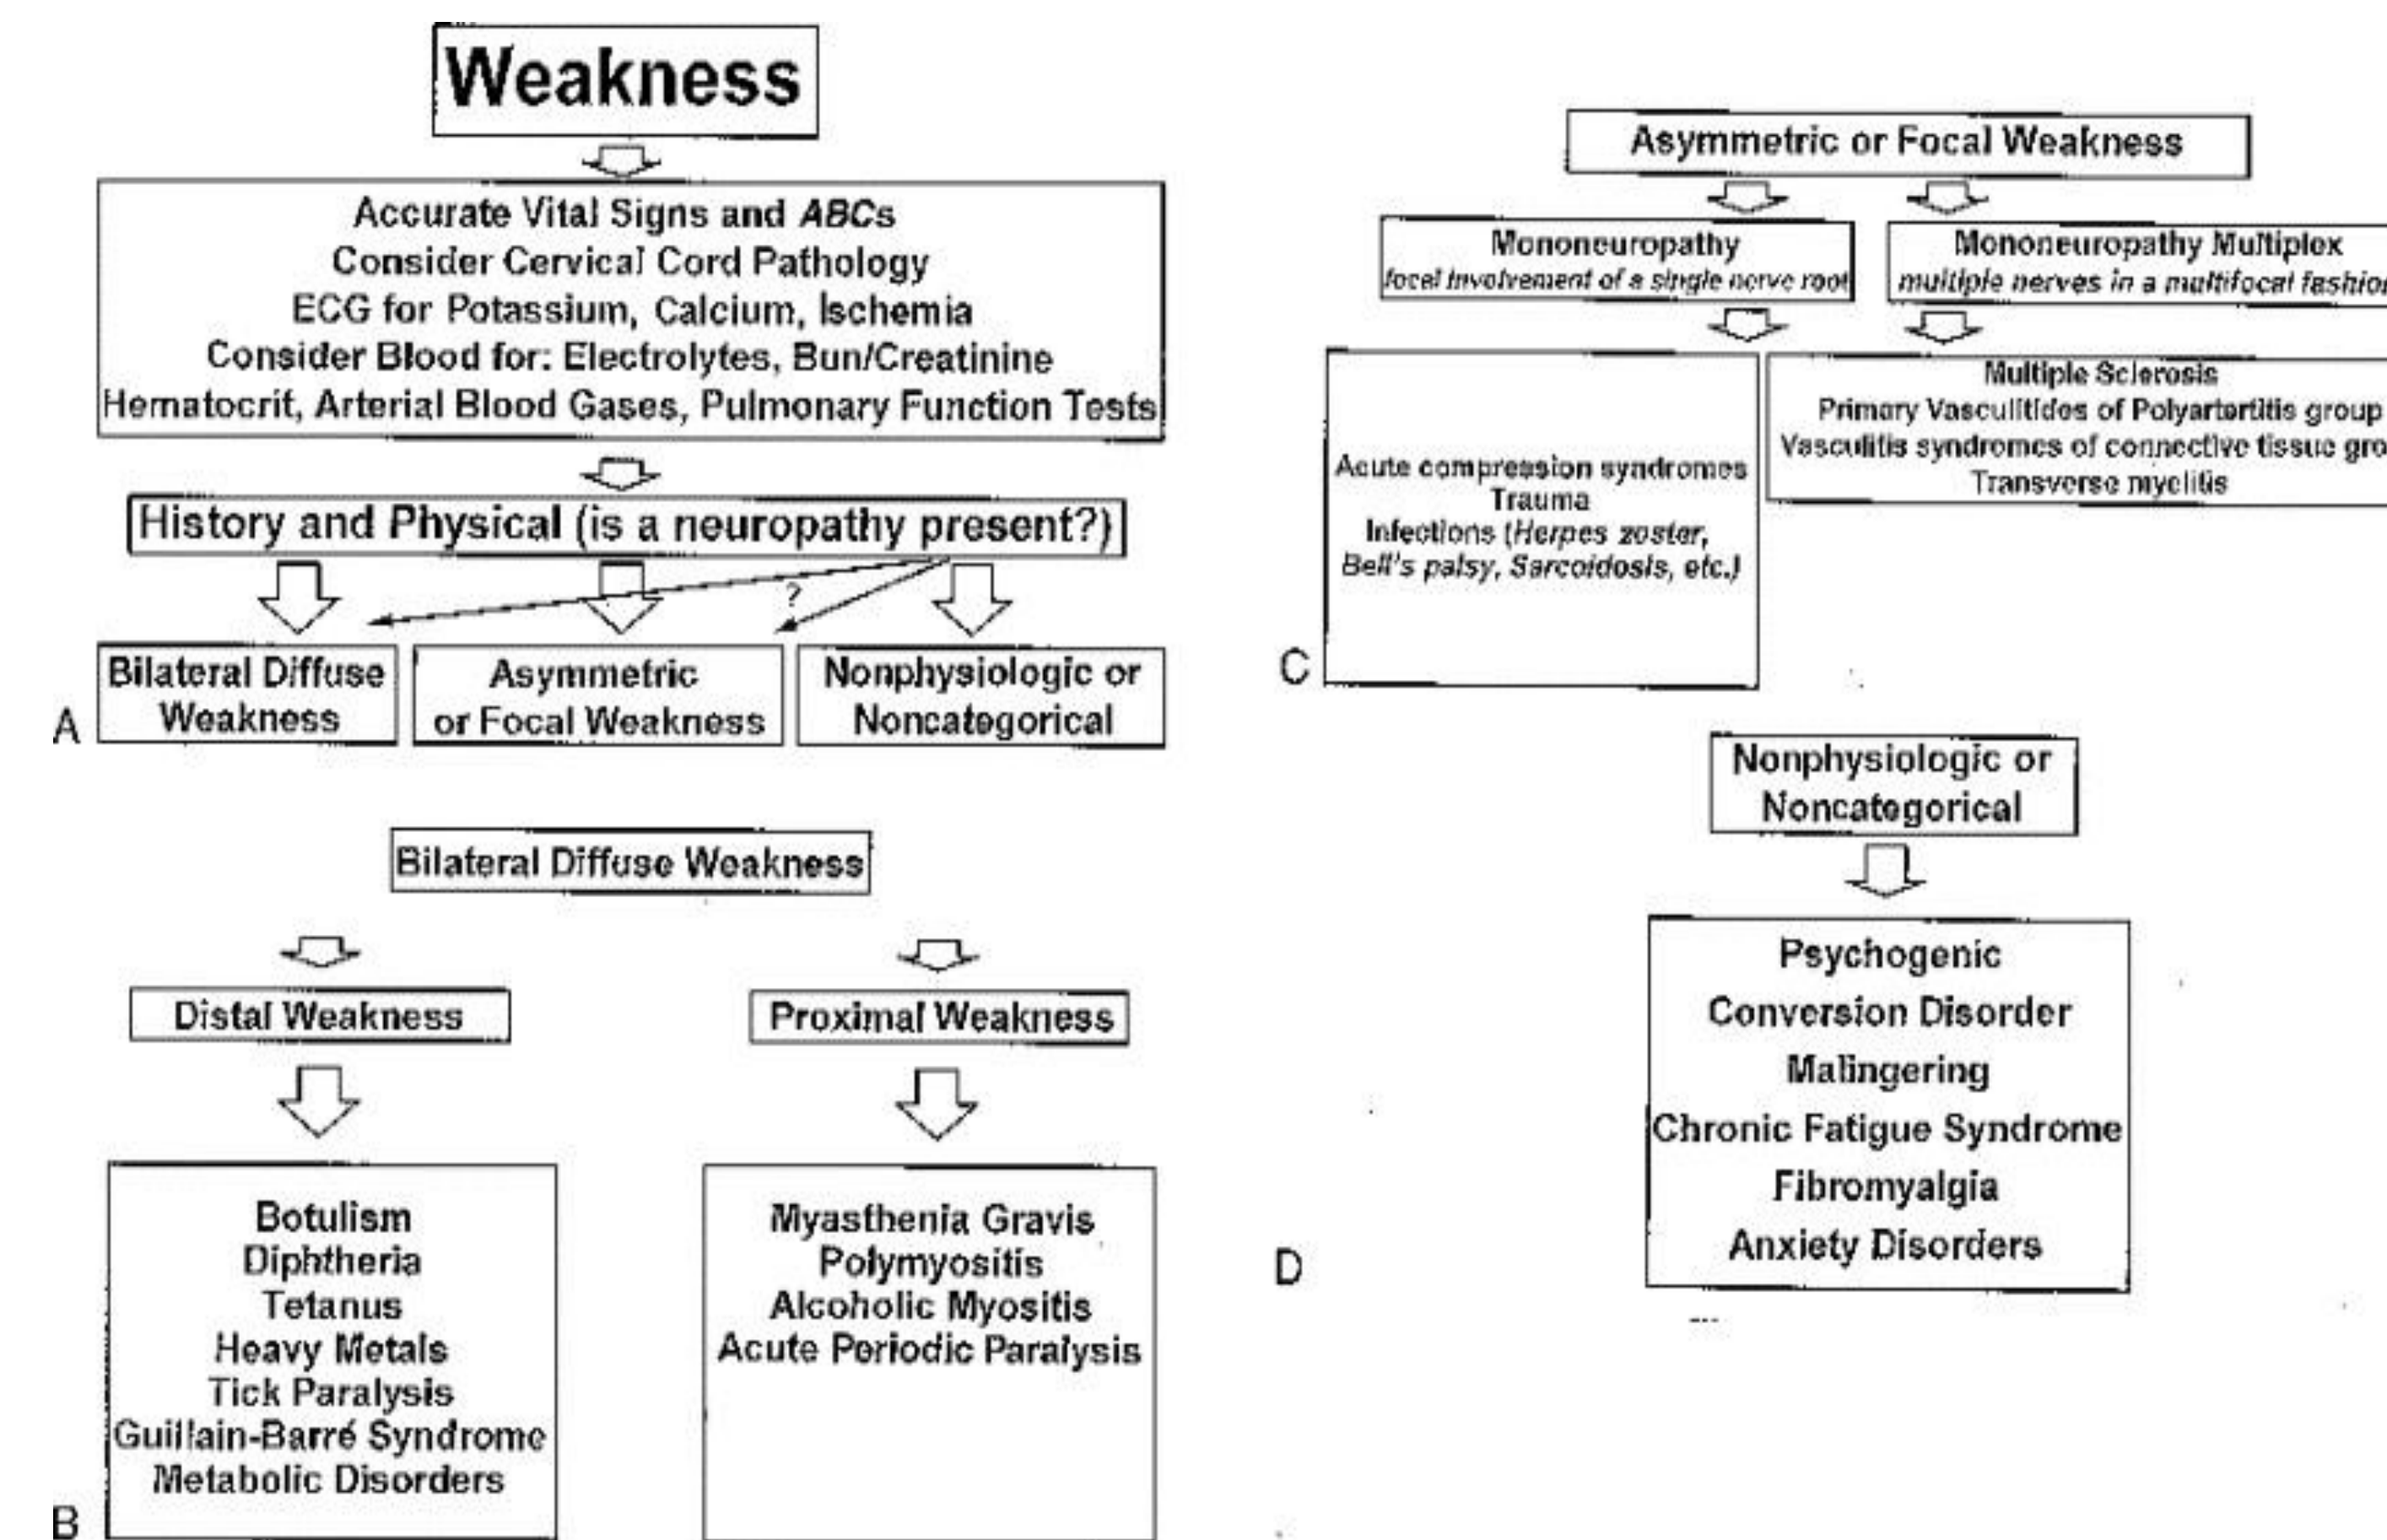 Weakness
Accurate Vital Signs and ABCs
Consider Cervical Cord Pathology
ECG for Potassium, Calcium, Ischemia
Consider Blood for: Electrolytes, Bun/Creatinine
Hematocrit, Arterial Blood Gases, Pulmonary Function Tests
History and Physical (is a neuropathy present?)
?
Bilateral Diffuse
Weakness
Asymmetric
or Focal Weakness
Nonphysiologic or
Noncategorical
A
Bilateral Diffuse Weakness
Distal Weakness
Proximal Weakness
Botulism
Diphtheria
Tetanus
Heavy Metals
Tick Paralysis
Guillain-Barré Syndrome
Metabolic Disorders
Myasthenia Gravis
Polymyositis
Alcoholic Myositis
Acute Periodic Paralysis
B
Asymmetric or Focal Weakness
Mononeuropathy
focal involvement of a single nerve root
Mononeuropathy Multiplex
multiple nerves in a multifocal fashion
Acute compression syndromes
Trauma
Infections (Herpes zoster,
Bell's palsy, Sarcoidosis, etc.)
Multiple Sclerosis
Primary Vasculitides of Polyartertitis group
Vasculitis syndromes of connective tissue gro
Transverse myelitis
C
Nonphysiologic or
Noncategorical
Psychogenic
Conversion Disorder
Malingering
Chronic Fatigue Syndrome
Fibromyalgia
Anxiety Disorders
D